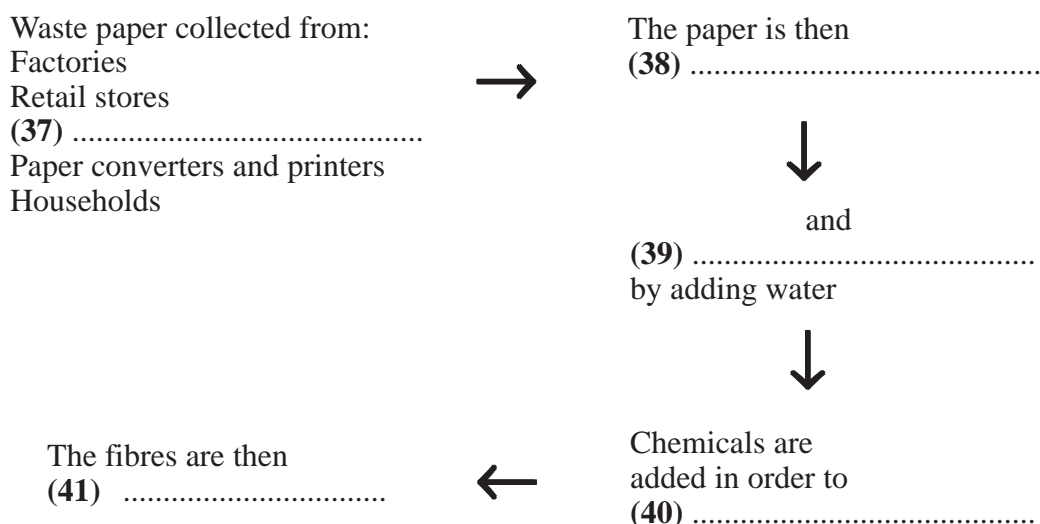 Waste paper collected from:
Factories
Retail stores
(37) ............................................
Paper converters and printers
Households
The paper is then
(38) ............................................
and
(39) ...........................................
by adding water
Chemicals are
added in order to
(40) ...........................................
The fibres are then
(41) .................................